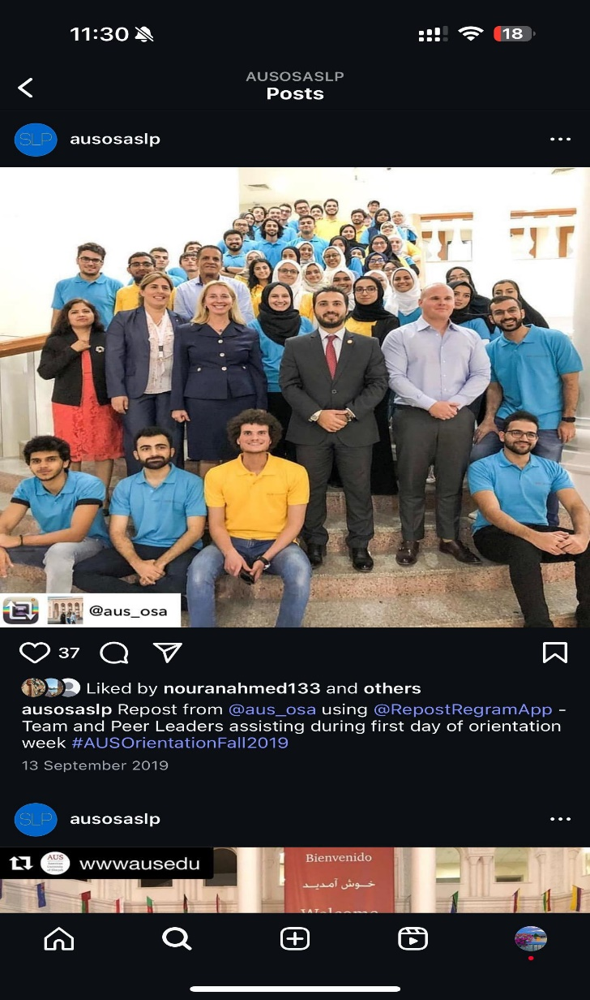 11:30
18
AUSOSASLP
Posts
SLP ausosaslp
@aus_osa
37
Liked by nouranahmed133 and others
ausosaslp Repost from @aus_osa using @RepostRegramApp -
Team and Peer Leaders assisting during first day of orientation
week #AUSOrientationFall2019
13 September 2019
SLP ausosaslp
AUS wwwausedu
Bienvenido
خوش آمدید
Welcome